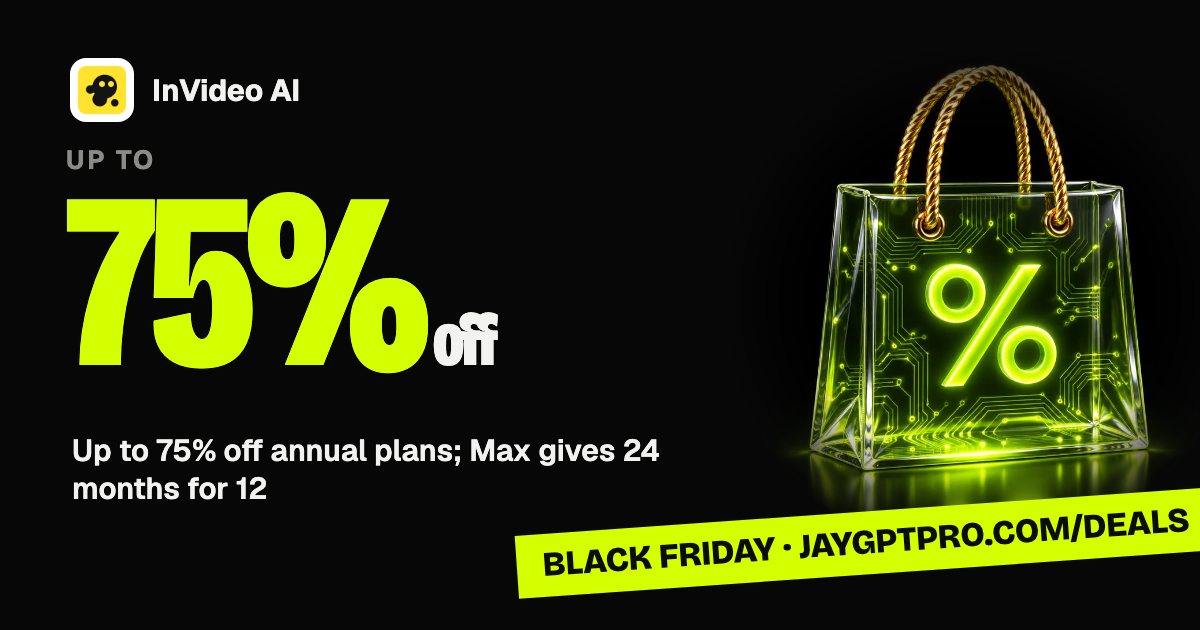 InVideo AI
UP TO
75% off
Up to 75% off annual plans; Max gives 24
months for 12
%
BLACK FRIDAY · JAYGPTPRO.COM/DEALS